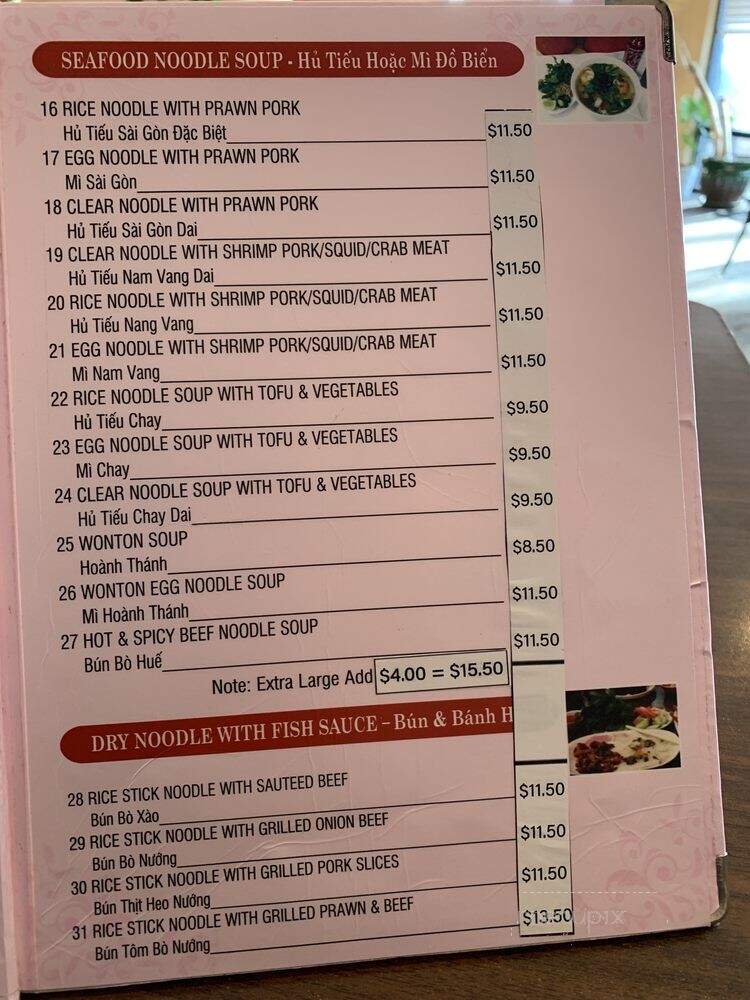 SEAFOOD NOODLE SOUP - Hủ Tiếu Hoặc Mì Đồ Biển
16 RICE NOODLE WITH PRAWN PORK
Hủ Tiếu Sài Gòn Đặc Biệt $11.50
17 EGG NOODLE WITH PRAWN PORK
Mì Sài Gòn $11.50
18 CLEAR NOODLE WITH PRAWN PORK
Hủ Tiếu Sài Gòn Dai $11.50
19 CLEAR NOODLE WITH SHRIMP PORK/SQUID/CRAB MEAT
Hủ Tiếu Nam Vang Dai $11.50
20 RICE NOODLE WITH SHRIMP PORK/SQUID/CRAB MEAT
Hủ Tiếu Nang Vang $11.50
21 EGG NOODLE WITH SHRIMP PORK/SQUID/CRAB MEAT
Mì Nam Vang $11.50
22 RICE NOODLE SOUP WITH TOFU & VEGETABLES
Hủ Tiếu Chay $9.50
23 EGG NOODLE SOUP WITH TOFU & VEGETABLES
Mì Chay $9.50
24 CLEAR NOODLE SOUP WITH TOFU & VEGETABLES
Hủ Tiếu Chay Dai $9.50
25 WONTON SOUP
Hoành Thánh $8.50
26 WONTON EGG NOODLE SOUP
Mì Hoành Thánh $11.50
27 HOT & SPICY BEEF NOODLE SOUP
Bún Bò Huế $11.50
Note: Extra Large Add $4.00 = $15.50
DRY NOODLE WITH FISH SAUCE – Bún & Bánh H
28 RICE STICK NOODLE WITH SAUTEED BEEF
Bún Bò Xào $11.50
29 RICE STICK NOODLE WITH GRILLED ONION BEEF
Bún Bò Nướng $11.50
30 RICE STICK NOODLE WITH GRILLED PORK SLICES
Bún Thịt Heo Nướng $11.50
31 RICE STICK NOODLE WITH GRILLED PRAWN & BEEF
Bún Tôm Bò Nướng $13.50